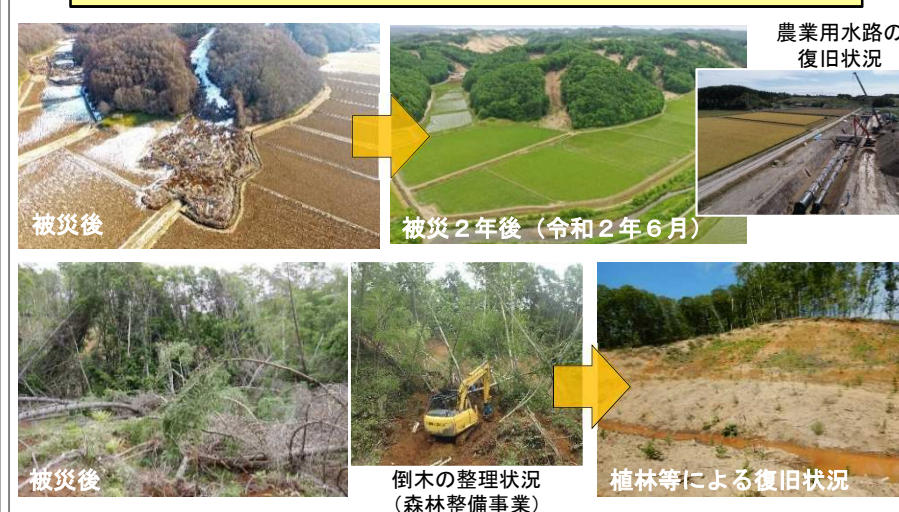 農業用水路の
復旧状況
被災後
被災２年後（令和２年６月）
被災後
倒木の整理状況
（森林整備事業）
植林等による復旧状況